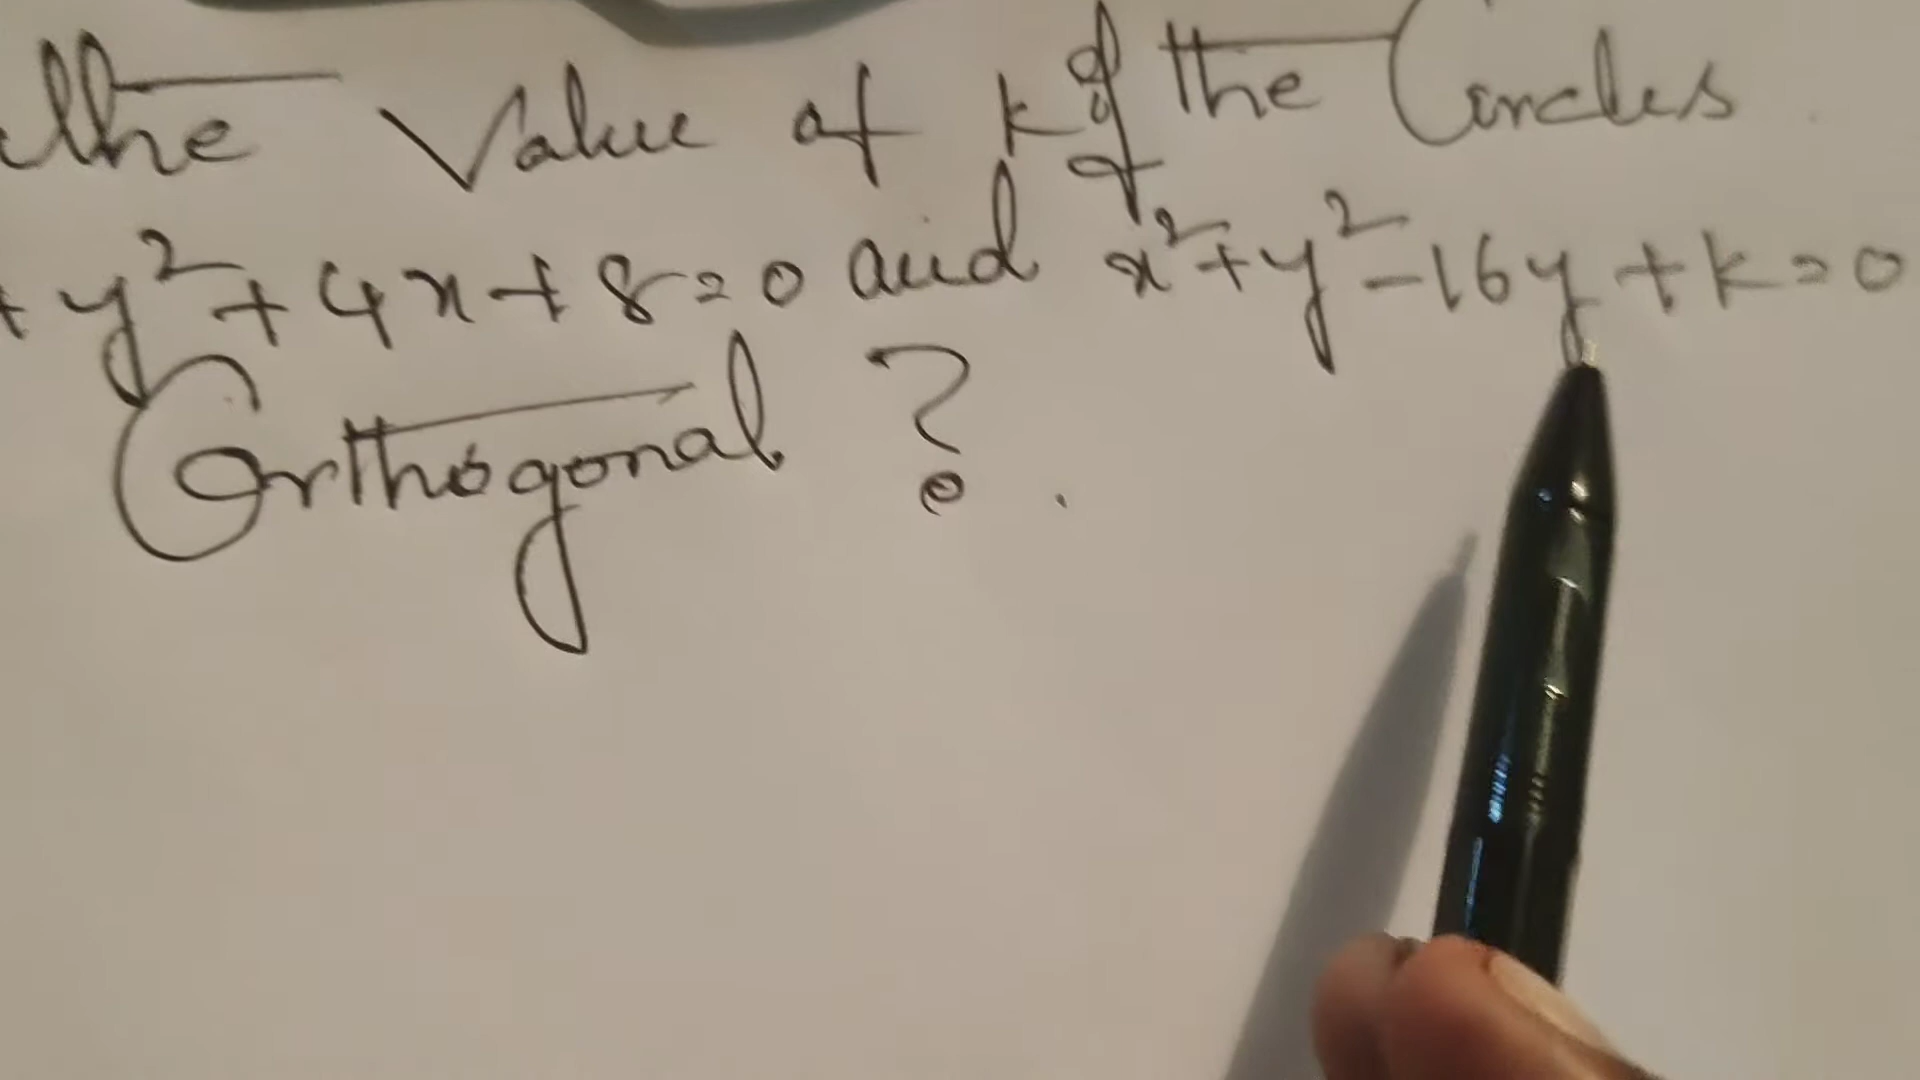 the Value of k if the Circles
+ y² + 4x + 8 = 0 and x² + y² - 16y + k = 0
Orthogonal ?